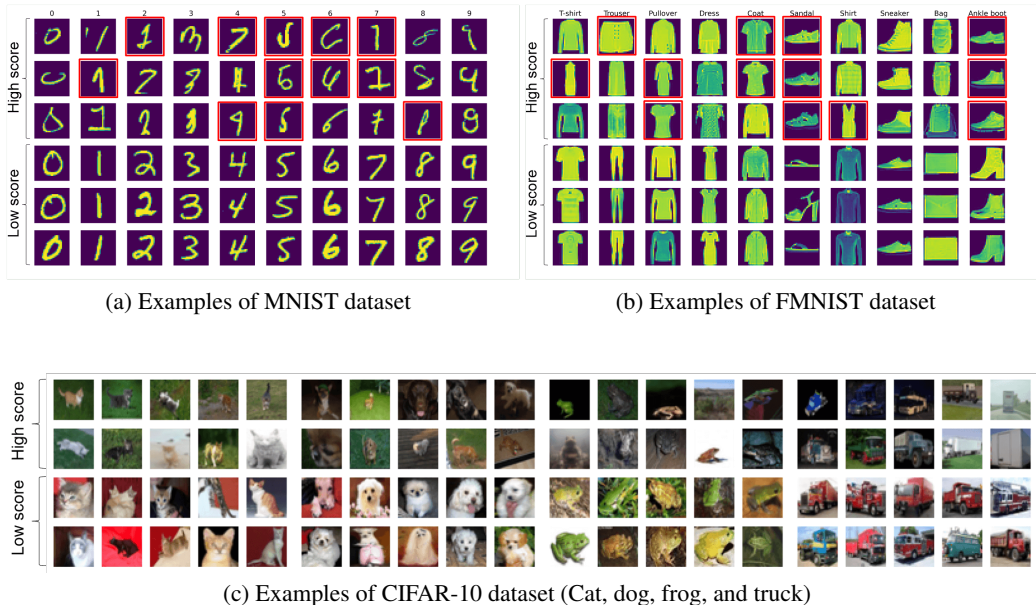 0 1 2 3 4 5 6 7 8 9
High score
Low score
(a) Examples of MNIST dataset
T-shirt Trouser Pullover Dress Coat Sandal Shirt Sneaker Bag Ankle boot
High score
Low score
(b) Examples of FMNIST dataset
High score
Low score
(c) Examples of CIFAR-10 dataset (Cat, dog, frog, and truck)